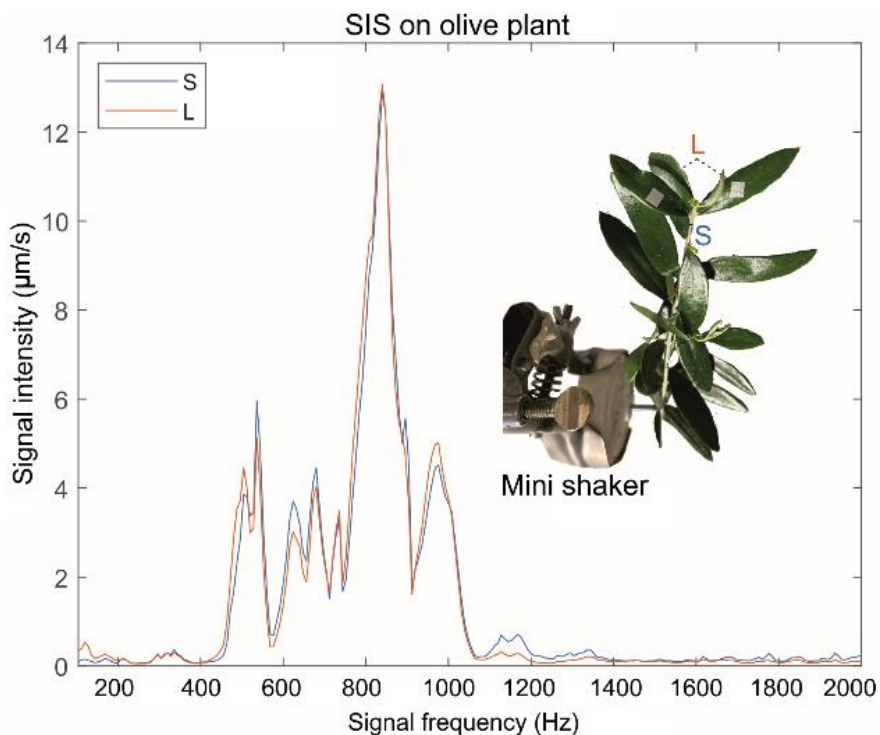 SIS on olive plant
14
12
10
8
6
4
2
0
Signal intensity (μm/s)
S
L
L
S
Mini shaker
200 400 600 800 1000 1200 1400 1600 1800 2000
Signal frequency (Hz)